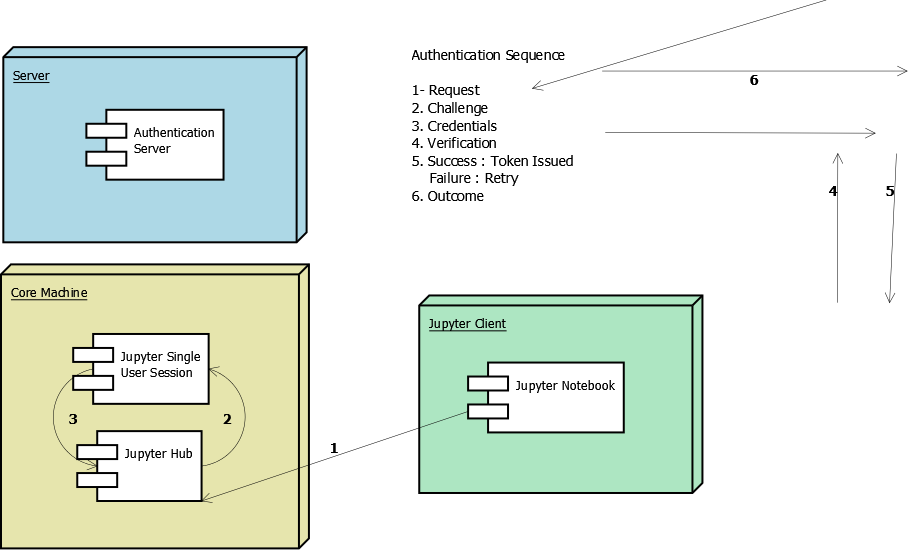 Server
Authentication
Server
Authentication Sequence
1- Request
2. Challenge
3. Credentials
4. Verification
5. Success : Token Issued
Failure : Retry
6. Outcome
6
4
5
Core Machine
Jupyter Single
User Session
3
2
Jupyter Hub
1
Jupyter Client
Jupyter Notebook